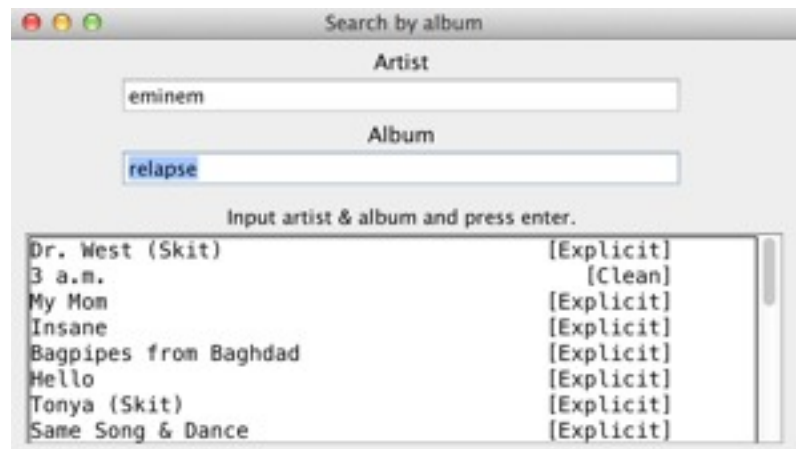 Search by album
Artist
eminem
Album
relapse
Input artist & album and press enter.
Dr. West (Skit) [Explicit]
3 a.m. [Clean]
My Mom [Explicit]
Insane [Explicit]
Bagpipes from Baghdad [Explicit]
Hello [Explicit]
Tonya (Skit) [Explicit]
Same Song & Dance [Explicit]